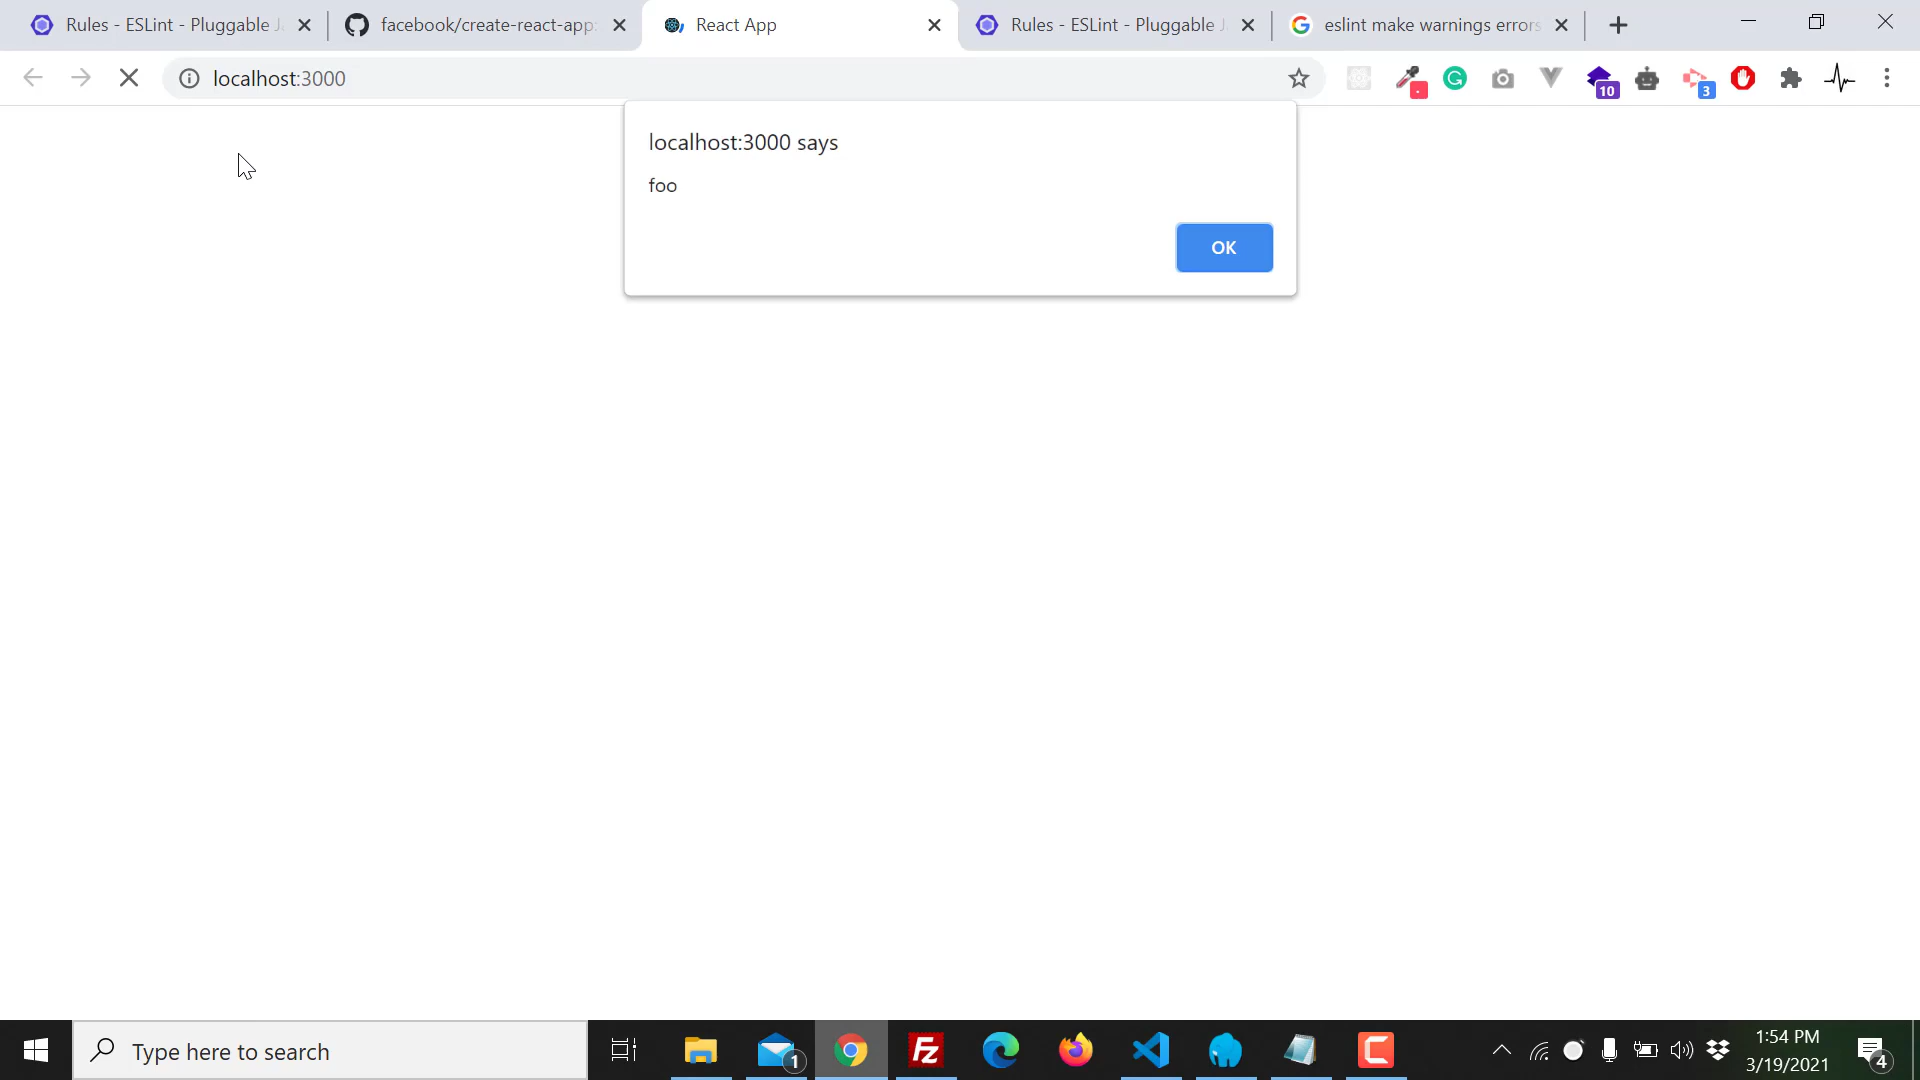 Rules - ESLint - Pluggable J
facebook/create-react-app:
React App
Rules - ESLint - Pluggable J
eslint make warnings errors
localhost:3000
10
3
localhost:3000 says
foo
OK
Type here to search
1
Fz
1:54 PM
3/19/2021
4